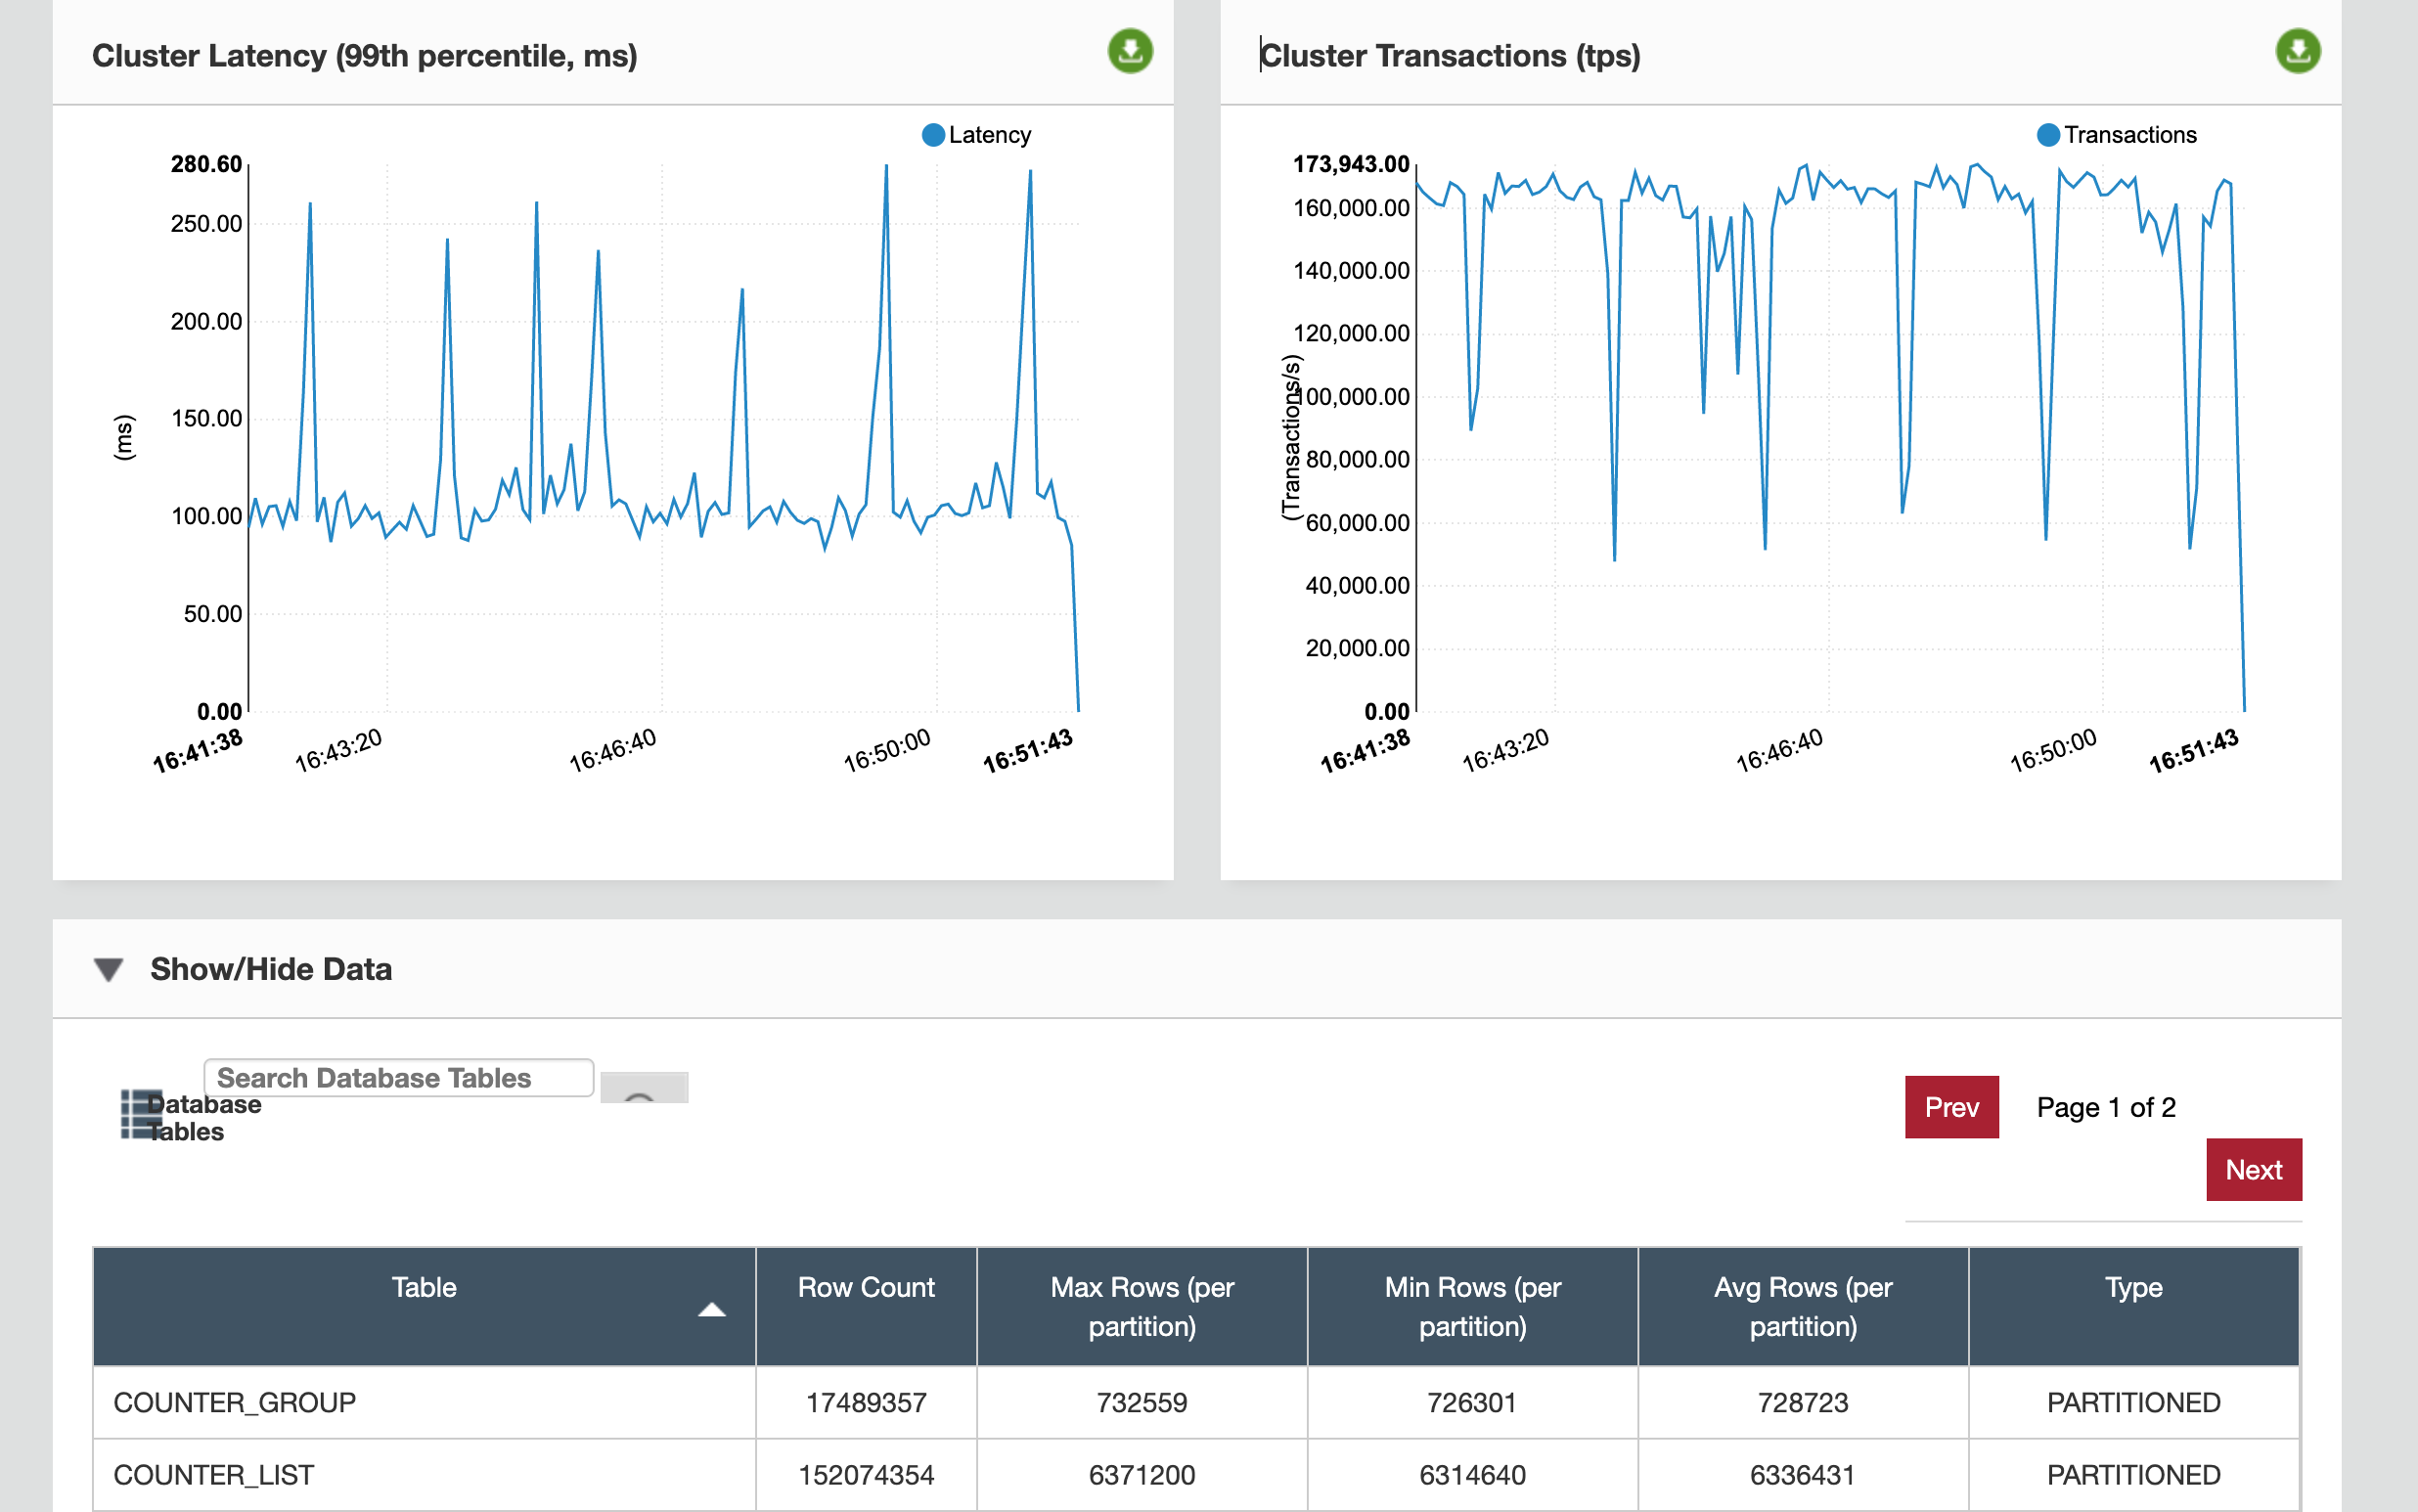 Cluster Latency (99th percentile, ms)
Latency
280.60
250.00
200.00
150.00
100.00
50.00
0.00
(ms)
16:41:38
16:43:20
16:46:40
16:50:00
16:51:43
Cluster Transactions (tps)
Transactions
173,943.00
160,000.00
140,000.00
120,000.00
100,000.00
80,000.00
60,000.00
40,000.00
20,000.00
0.00
(Transactions/s)
16:41:38
16:43:20
16:46:40
16:50:00
16:51:43
Show/Hide Data
Search Database Tables
Database
Tables
Prev Page 1 of 2
Next
Table Row Count Max Rows (per partition) Min Rows (per partition) Avg Rows (per partition) Type
COUNTER_GROUP 17489357 732559 726301 728723 PARTITIONED
COUNTER_LIST 152074354 6371200 6314640 6336431 PARTITIONED